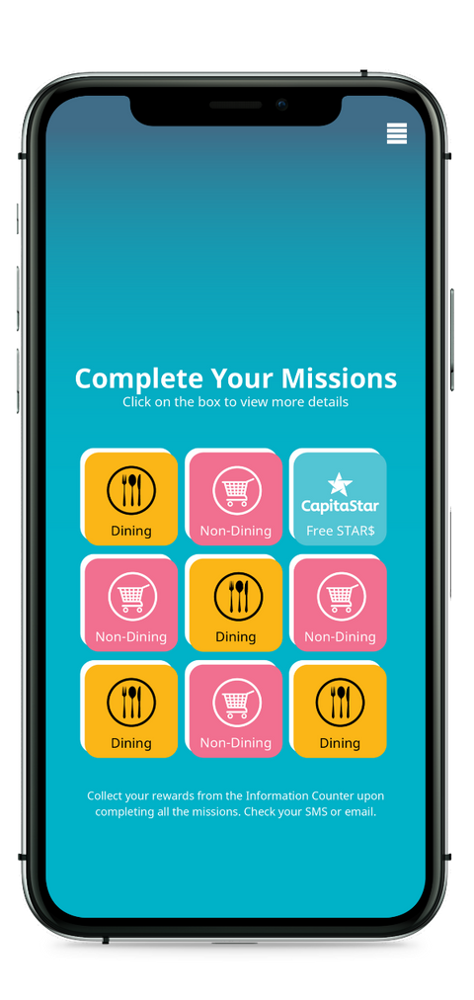 Complete Your Missions
Click on the box to view more details
Dining
Non-Dining
CapitaStar
Free STAR$
Non-Dining
Dining
Non-Dining
Dining
Non-Dining
Dining
Collect your rewards from the Information Counter upon
completing all the missions. Check your SMS or email.